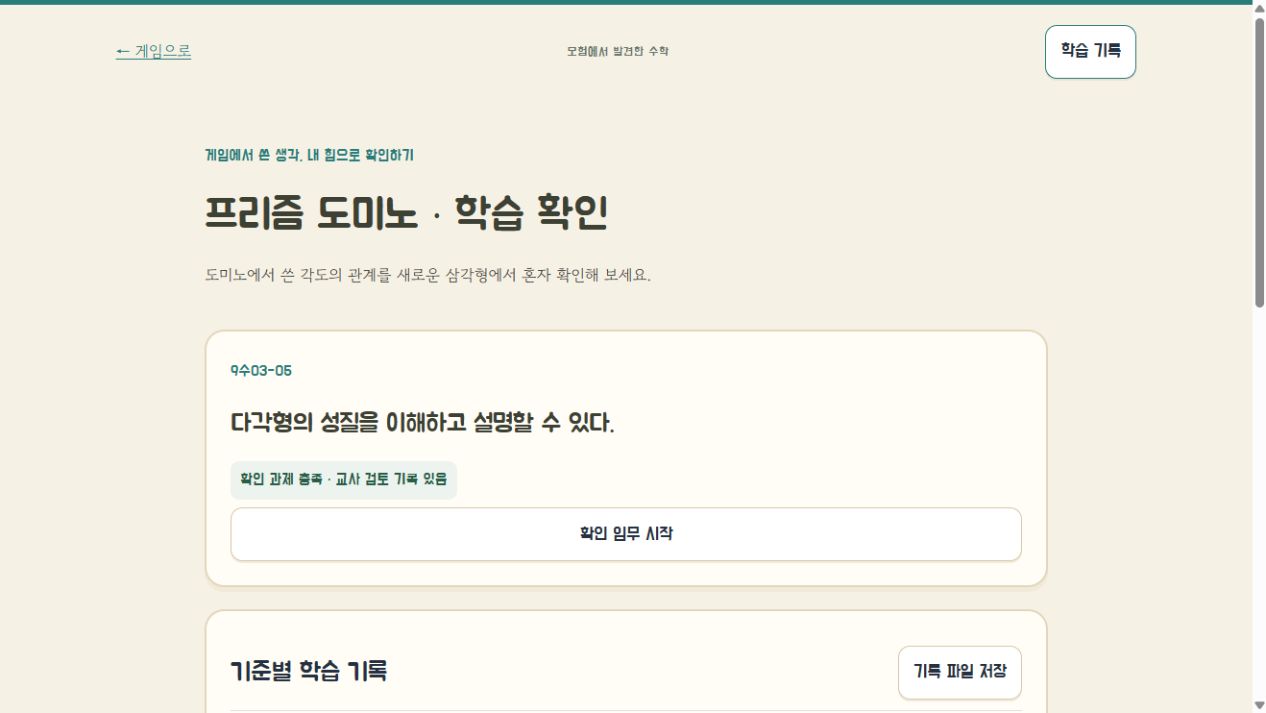 ← 게임으로
모험에서 발견한 수학
학습 기록
게임에서 쓴 생각, 내 힘으로 확인하기
프리즘 도미노 · 학습 확인
도미노에서 쓴 각도의 관계를 새로운 삼각형에서 혼자 확인해 보세요.
9수03-05
다각형의 성질을 이해하고 설명할 수 있다.
확인 과제 충족 · 교사 검토 기록 있음
확인 임무 시작
기준별 학습 기록
기록 파일 저장